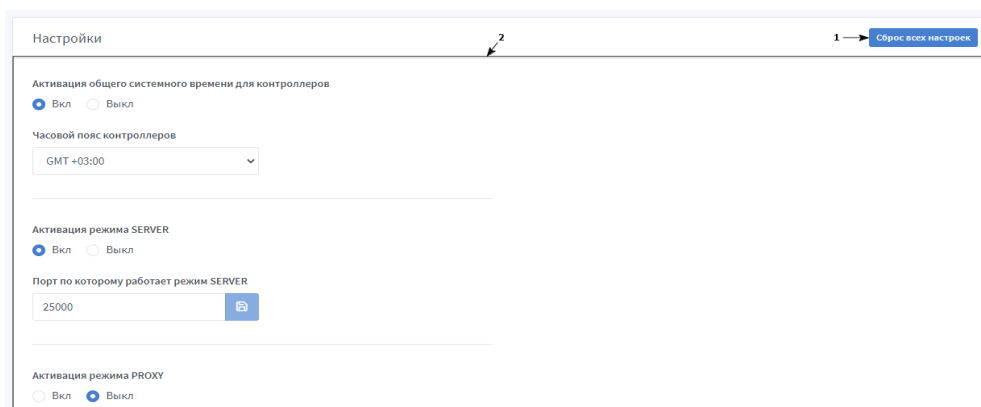 Настройки 2 1 Сброс всех настроек
Активация общего системного времени для контроллеров
Вкл Выкл
Часовой пояс контроллеров
GMT +03:00
Активация режима SERVER
Вкл Выкл
Порт по которому работает режим SERVER
25000
Активация режима PROXY
Вкл Выкл